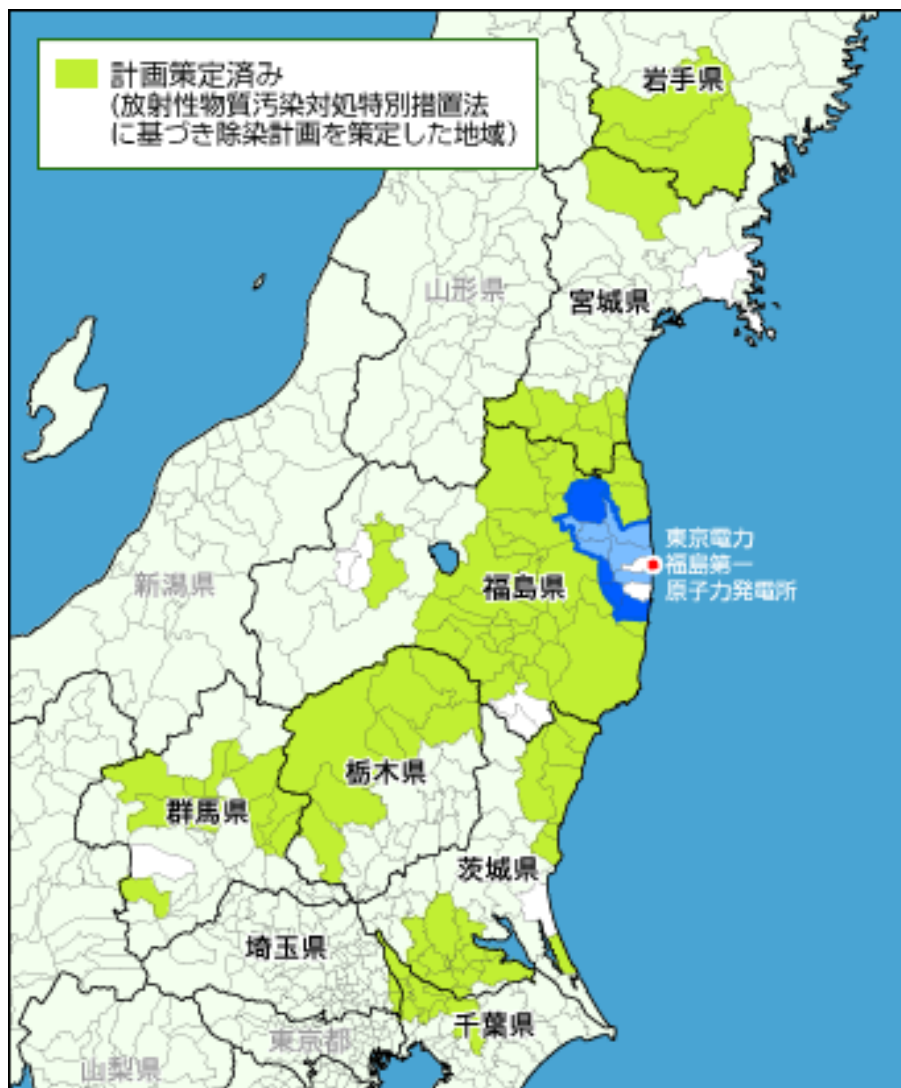 計画策定済み
(放射性物質汚染対処特別措置法
に基づき除染計画を策定した地域)
岩手県
山形県
宮城県
東京電力
福島第一
原子力発電所
新潟県
福島県
栃木県
群馬県
茨城県
埼玉県
千葉県
東京都
山梨県